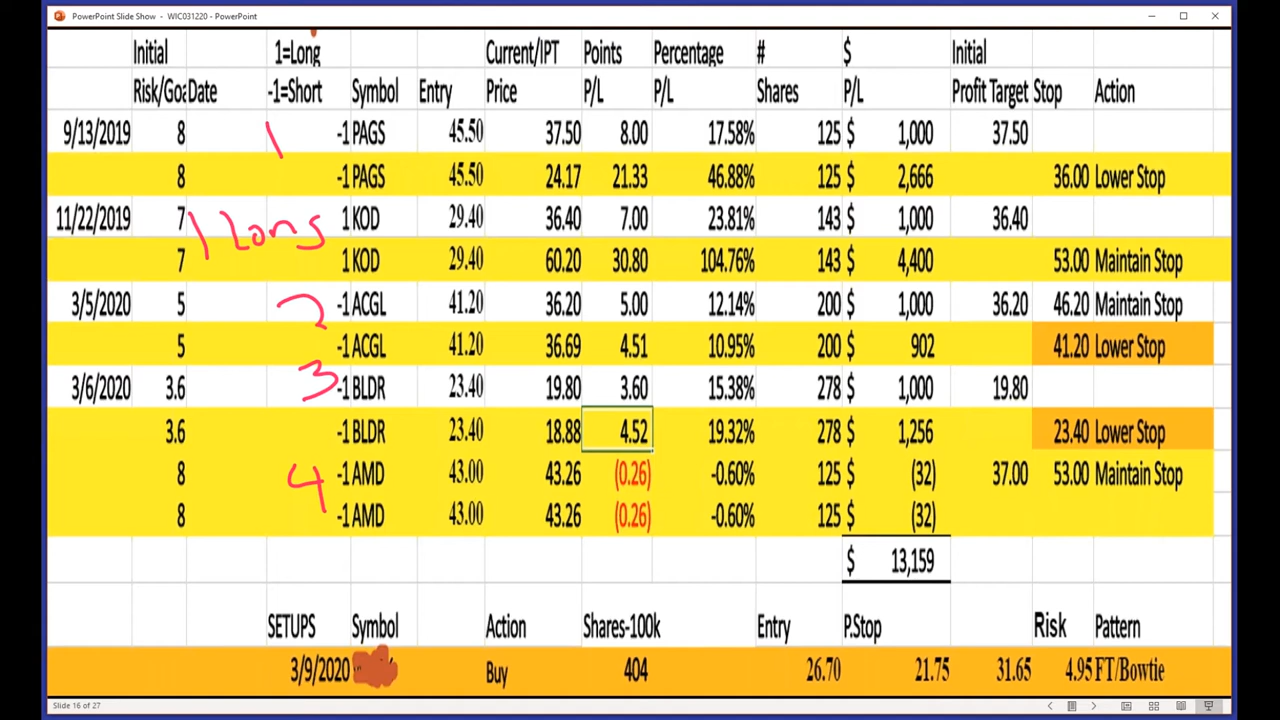 PowerPoint Slide Show - WIC031220 - PowerPoint
Initial 1=Long Current/IPT Points Percentage # $ Initial
Risk/Goa Date -1=Short Symbol Entry Price P/L P/L Shares P/L Profit Target Stop Action
9/13/2019 8 1 -1 PAGS 45.50 37.50 8.00 17.58% 125 $ 1,000 37.50
8 -1 PAGS 45.50 24.17 21.33 46.88% 125 $ 2,666 36.00 Lower Stop
11/22/2019 7 1 Long 1 KOD 29.40 36.40 7.00 23.81% 143 $ 1,000 36.40
7 1 KOD 29.40 60.20 30.80 104.76% 143 $ 4,400 53.00 Maintain Stop
3/5/2020 5 2 -1 ACGL 41.20 36.20 5.00 12.14% 200 $ 1,000 36.20 46.20 Maintain Stop
5 -1 ACGL 41.20 36.69 4.51 10.95% 200 $ 902 41.20 Lower Stop
3/6/2020 3.6 3 -1 BLDR 23.40 19.80 3.60 15.38% 278 $ 1,000 19.80
3.6 -1 BLDR 23.40 18.88 4.52 19.32% 278 $ 1,256 23.40 Lower Stop
8 4 -1 AMD 43.00 43.26 (0.26) -0.60% 125 $ (32) 37.00 53.00 Maintain Stop
8 -1 AMD 43.00 43.26 (0.26) -0.60% 125 $ (32)
$ 13,159
SETUPS Symbol Action Shares-100k Entry P.Stop Risk Pattern
3/9/2020 Buy 404 26.70 21.75 31.65 4.95 FT/Bowtie
Slide 16 of 27